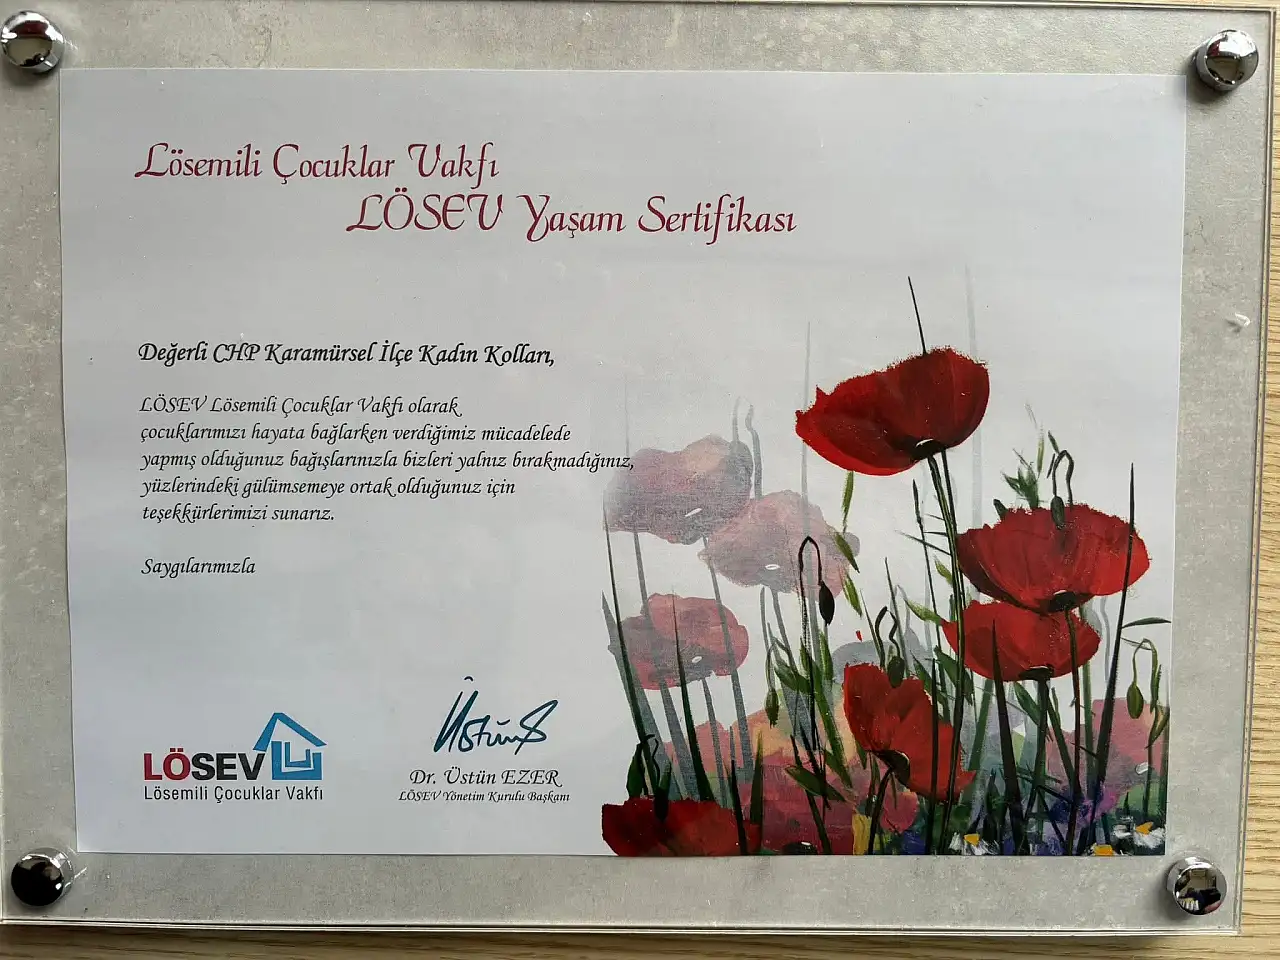 Lösemili Çocuklar Vakfı
LÖSEV Yaşam Sertifikası
Değerli CHP Karamürsel İlçe Kadın Kolları,
LÖSEV Lösemili Çocuklar Vakfı olarak
çocuklarımızı hayata bağlarken verdiğimiz mücadelede
yapmış olduğunuz bağışlarınızla bizleri yalnız bırakmadığınız,
yüzlerindeki gülümsemeye ortak olduğunuz için
teşekkürlerimizi sunarız.
Saygılarımızla
Üstün
Dr. Üstün EZER
LÖSEV Yönetim Kurulu Başkanı
LÖSEV
Lösemili Çocuklar Vakfı